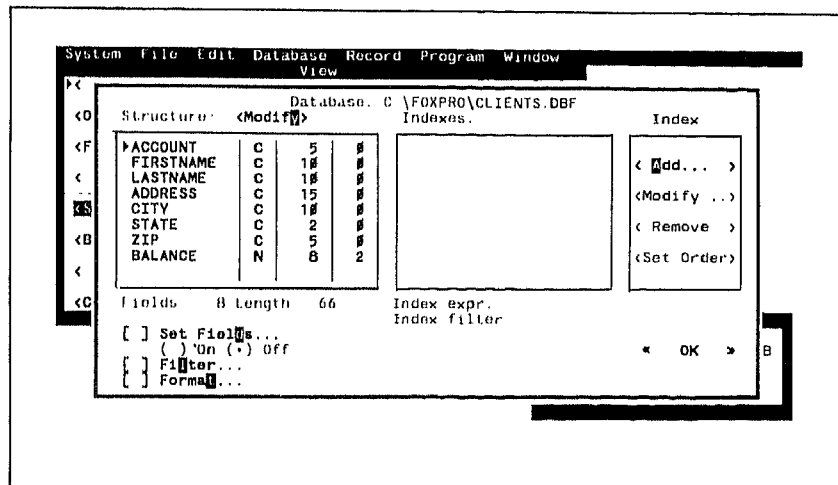 System File Edit Database Record Program Window
View
Database. C \FOXPRO\CLIENTS.DBF
Structure: <Modify> Indexes. Index
ACCOUNT C 5 0
FIRSTNAME C 10 0
LASTNAME C 10 0
ADDRESS C 15 0
CITY C 10 0
STATE C 2 0
ZIP C 5 0
BALANCE N 8 2
< Add... >
<Modify ..>
< Remove >
<Set Order>
<O
<F
<
<S
<B
<
<C
Fields 8 Length 66
Index expr.
Index filter
[ ] Set Fields...
( ) On (•) Off
[ ] Filter...
[ ] Format...
« OK »
B